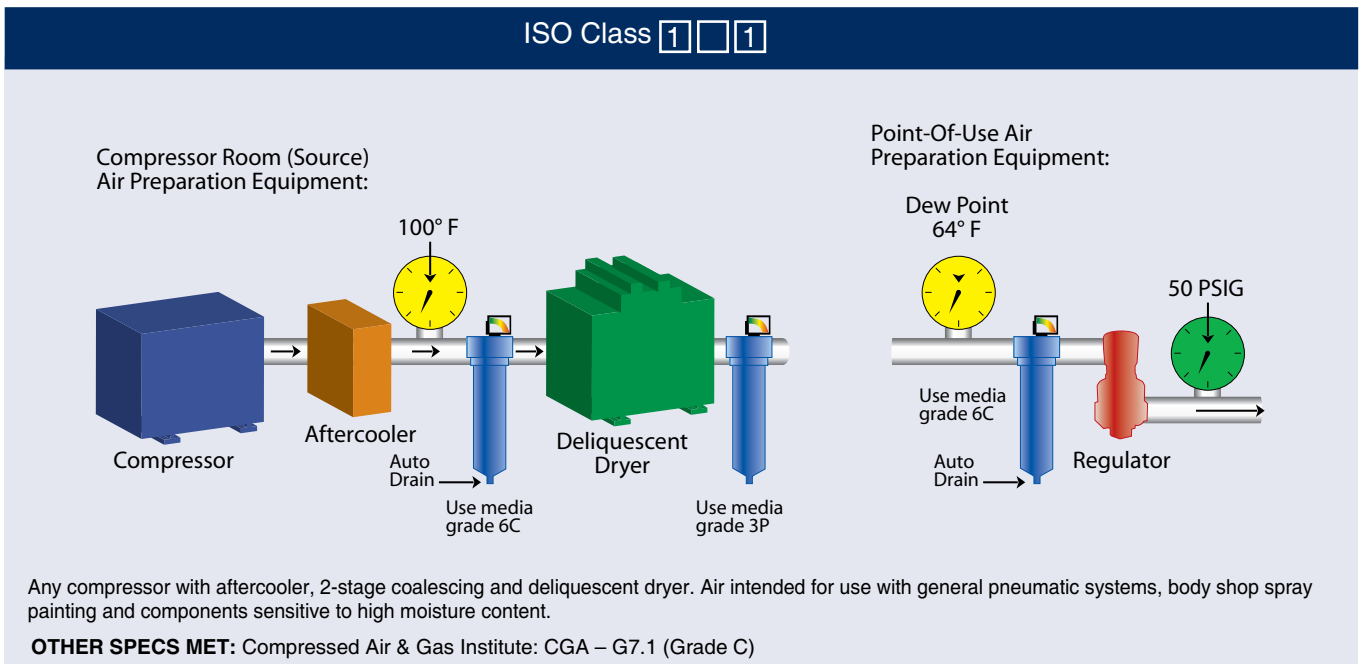 ISO Class 1 1
Compressor Room (Source)
Air Preparation Equipment:
100° F
Compressor
Aftercooler
Auto
Drain
Use media
grade 6C
Deliquescent
Dryer
Use media
grade 3P
Point-Of-Use Air
Preparation Equipment:
Dew Point
64° F
Use media
grade 6C
Auto
Drain
Regulator
50 PSIG
Any compressor with aftercooler, 2-stage coalescing and deliquescent dryer. Air intended for use with general pneumatic systems, body shop spray
painting and components sensitive to high moisture content.
OTHER SPECS MET: Compressed Air & Gas Institute: CGA – G7.1 (Grade C)